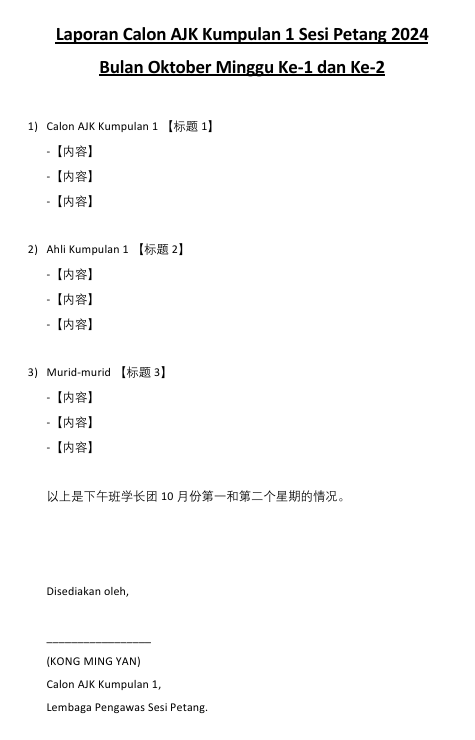 Laporan Calon AJK Kumpulan 1 Sesi Petang 2024
Bulan Oktober Minggu Ke-1 dan Ke-2
1) Calon AJK Kumpulan 1 【标题 1】
-【内容】
-【内容】
-【内容】
2) Ahli Kumpulan 1 【标题 2】
-【内容】
-【内容】
-【内容】
3) Murid-murid 【标题 3】
-【内容】
-【内容】
-【内容】
以上是下午班学长团 10 月份第一和第二个星期的情况。
Disediakan oleh,
__________________
(KONG MING YAN)
Calon AJK Kumpulan 1,
Lembaga Pengawas Sesi Petang.